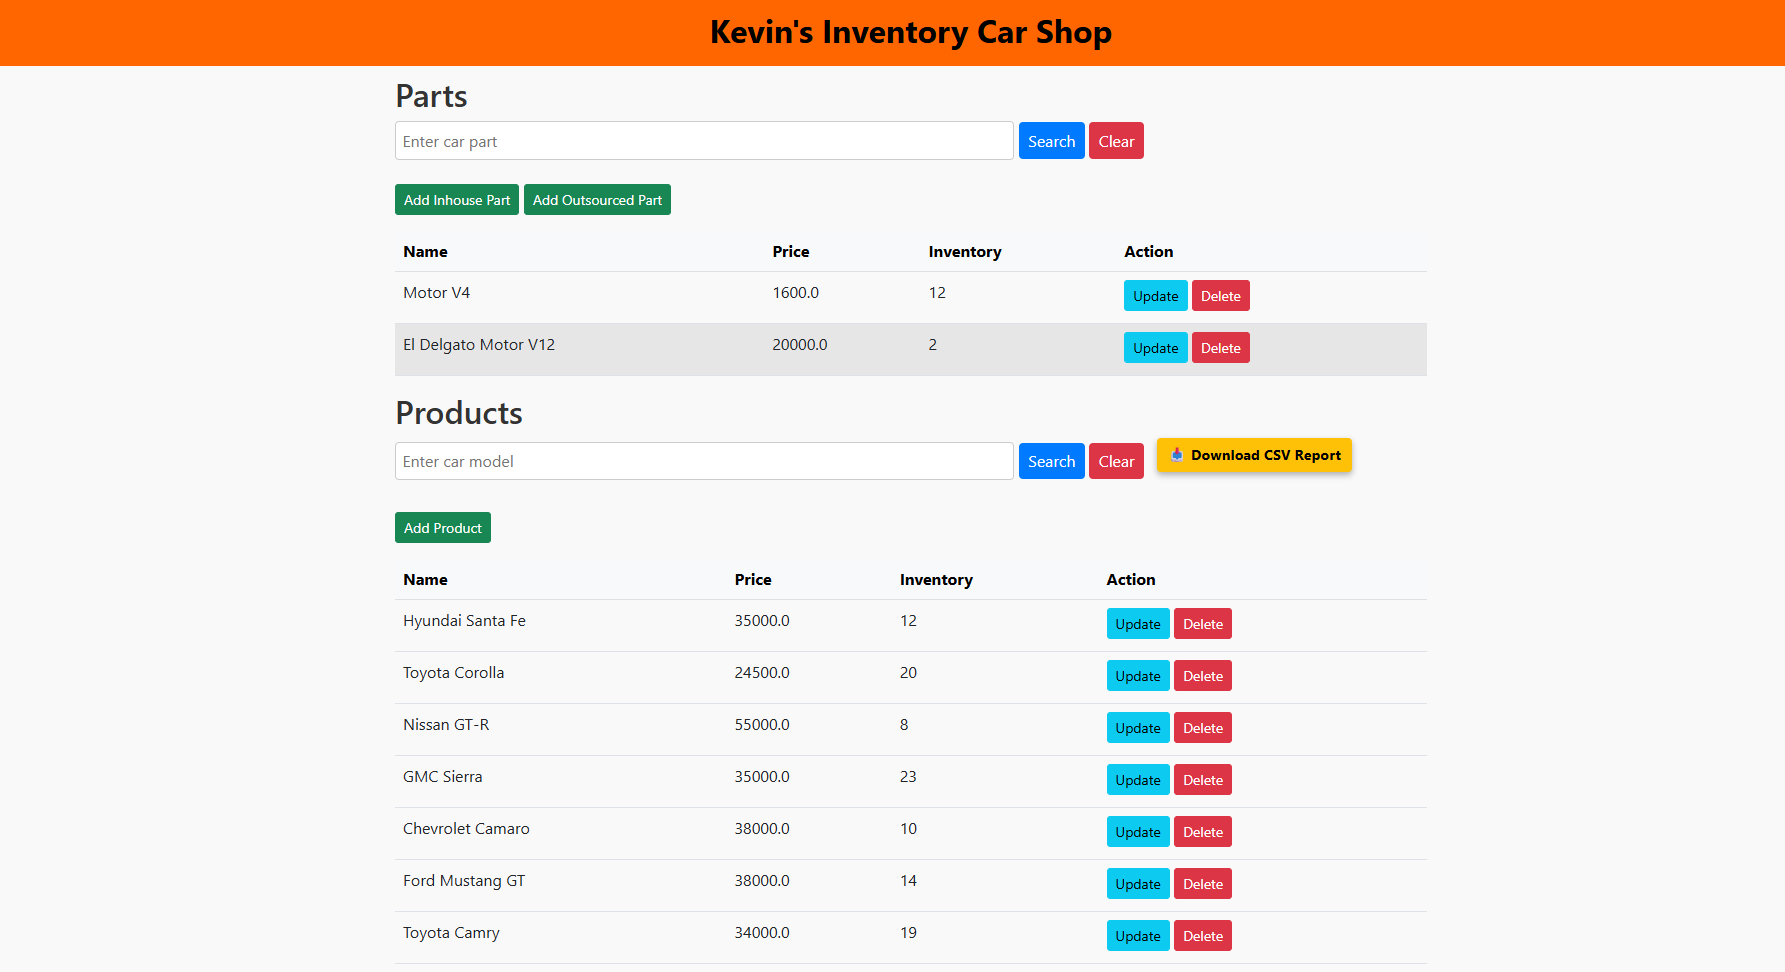 Kevin's Inventory Car Shop
Parts
Enter car part Search Clear
Add Inhouse Part Add Outsourced Part
Name Price Inventory Action
Motor V4 1600.0 12 Update Delete
El Delgato Motor V12 20000.0 2 Update Delete
Products
Enter car model Search Clear Download CSV Report
Add Product
Name Price Inventory Action
Hyundai Santa Fe 35000.0 12 Update Delete
Toyota Corolla 24500.0 20 Update Delete
Nissan GT-R 55000.0 8 Update Delete
GMC Sierra 35000.0 23 Update Delete
Chevrolet Camaro 38000.0 10 Update Delete
Ford Mustang GT 38000.0 14 Update Delete
Toyota Camry 34000.0 19 Update Delete